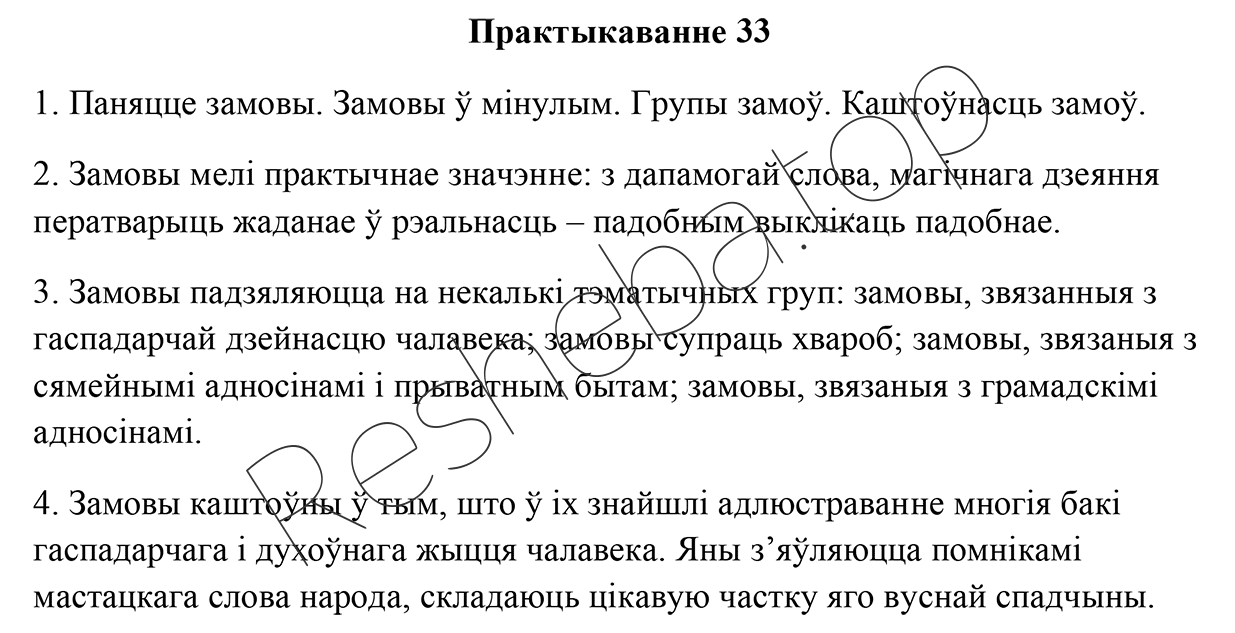 Практыкаванне 33
1. Паняцце замовы. Замовы ў мінулым. Групы замоў. Каштоўнасць замоў.
2. Замовы мелі практычнае значэнне: з дапамогай слова, магічнага дзеяння
ператварыць жаданае ў рэальнасць – падобным выклікаць падобнае.
3. Замовы падзяляюцца на некалькі тэматычных груп: замовы, звязанныя з
гаспадарчай дзейнасцю чалавека; замовы супраць хвароб; замовы, звязаныя з
сямейнымі адносінамі і прыватным бытам; замовы, звязаныя з грамадскімі
адносінамі.
4. Замовы каштоўны ў тым, што ў іх знайшлі адлюстраванне многія бакі
гаспадарчага і духоўнага жыцця чалавека. Яны з’яўляюцца помнікамі
мастацкага слова народа, складаюць цікавую частку яго вуснай спадчыны.
Resheba.top